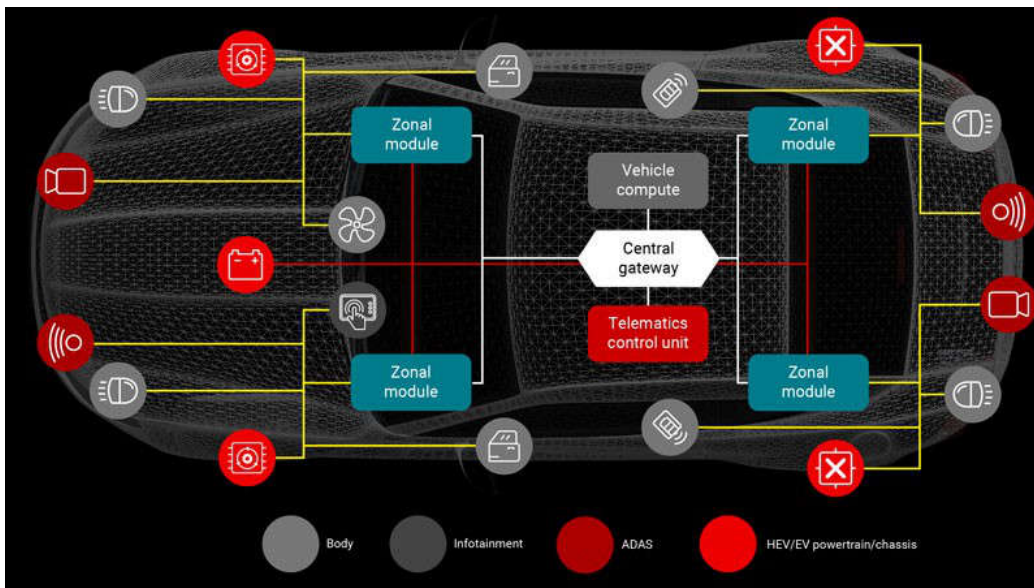 Zonal
module
Zonal
module
Vehicle
compute
Central
gateway
Telematics
control unit
Zonal
module
Zonal
module
Body
Infotainment
ADAS
HEV/EV powertrain/chassis